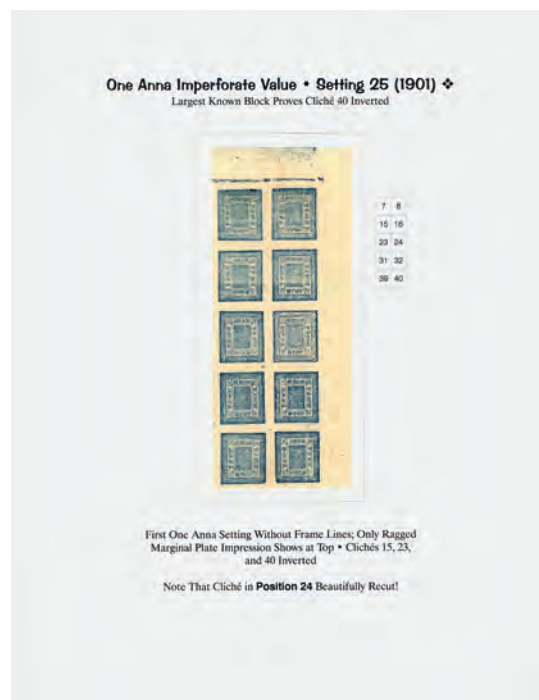 One Anna Imperforate Value • Setting 25 (1901) ❖
Largest Known Block Proves Cliché 40 Inverted
7 8
15 16
23 24
31 32
39 40
First One Anna Setting Without Frame Lines; Only Ragged
Marginal Plate Impression Shows at Top • Clichés 15, 23,
and 40 Inverted
Note That Cliché in Position 24 Beautifully Recut!